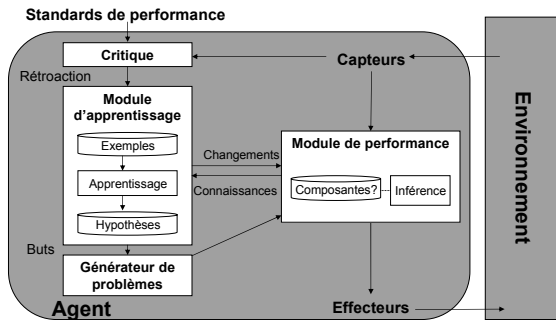 Standards de performance
Critique
Capteurs
Rétroaction
Module
d'apprentissage
Exemples
Apprentissage
Hypothèses
Changements
Connaissances
Module de performance
Composantes?
Inférence
Buts
Générateur de
problèmes
Agent
Effecteurs
Environnement